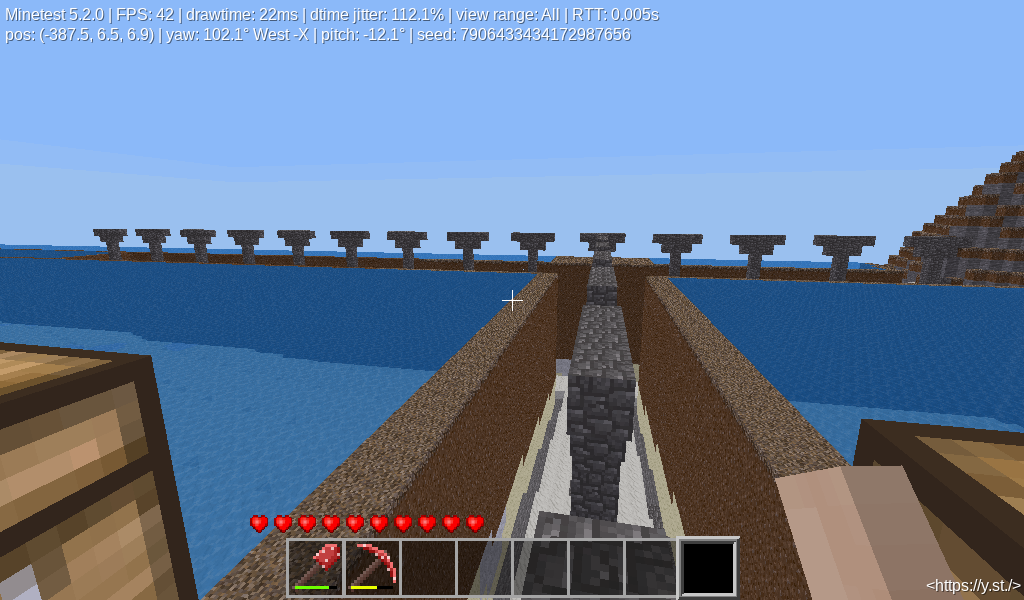 Minetest 5.2.0 | FPS: 42 | drawtime: 22ms | dtime jitter: 112.1% | view range: All | RTT: 0.005s
pos: (-387.5, 6.5, 6.9) | yaw: 102.1° West -X | pitch: -12.1° | seed: 7906433434172987656
<https://y.st./>